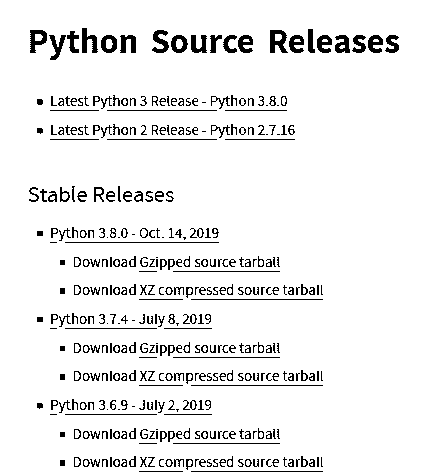 Python Source Releases
Latest Python 3 Release - Python 3.8.0
Latest Python 2 Release - Python 2.7.16
Stable Releases
Python 3.8.0 - Oct. 14, 2019
Download Gzipped source tarball
Download XZ compressed source tarball
Python 3.7.4 - July 8, 2019
Download Gzipped source tarball
Download XZ compressed source tarball
Python 3.6.9 - July 2, 2019
Download Gzipped source tarball
Download XZ compressed source tarball